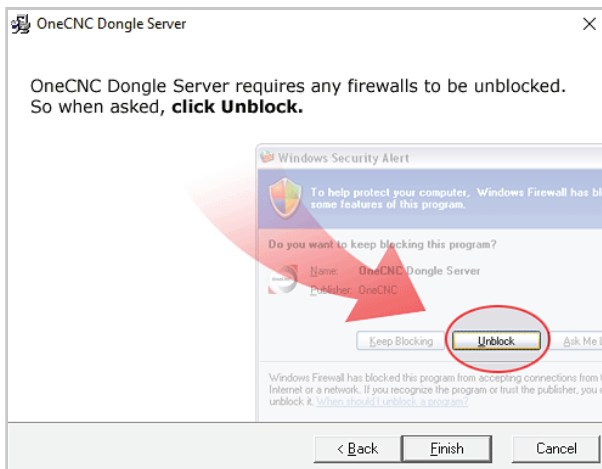 OneCNC Dongle Server
OneCNC Dongle Server requires any firewalls to be unblocked.
So when asked, click Unblock.
Windows Security Alert
To help protect your computer, Windows Firewall has
some features of this program.
Do you want to keep blocking this program?
Name: OneCNC Dongle Server
Publisher: OneCNC
Keep Blocking Unblock Ask Me
Windows Firewall has blocked this program from accepting connections from
Internet or a network. If you recognize the program or trust the publisher, you
unblock it. When should I unblock a program?
< Back Finish Cancel